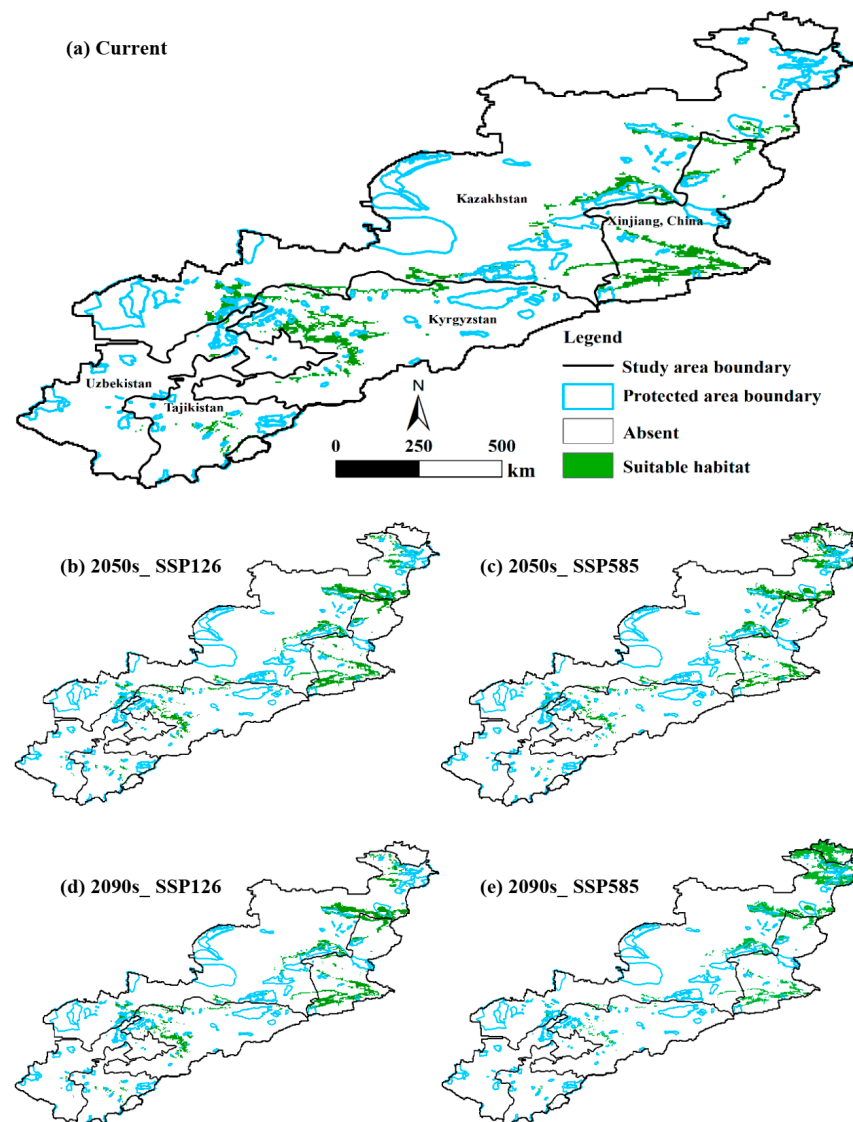 (a) Current
Kazakhstan
Xinjiang, China
Kyrgyzstan
Uzbekistan
Tajikistan
N
0 250 500
km
Legend
Study area boundary
Protected area boundary
Absent
Suitable habitat
(b) 2050s_ SSP126
(c) 2050s_ SSP585
(d) 2090s_ SSP126
(e) 2090s_ SSP585